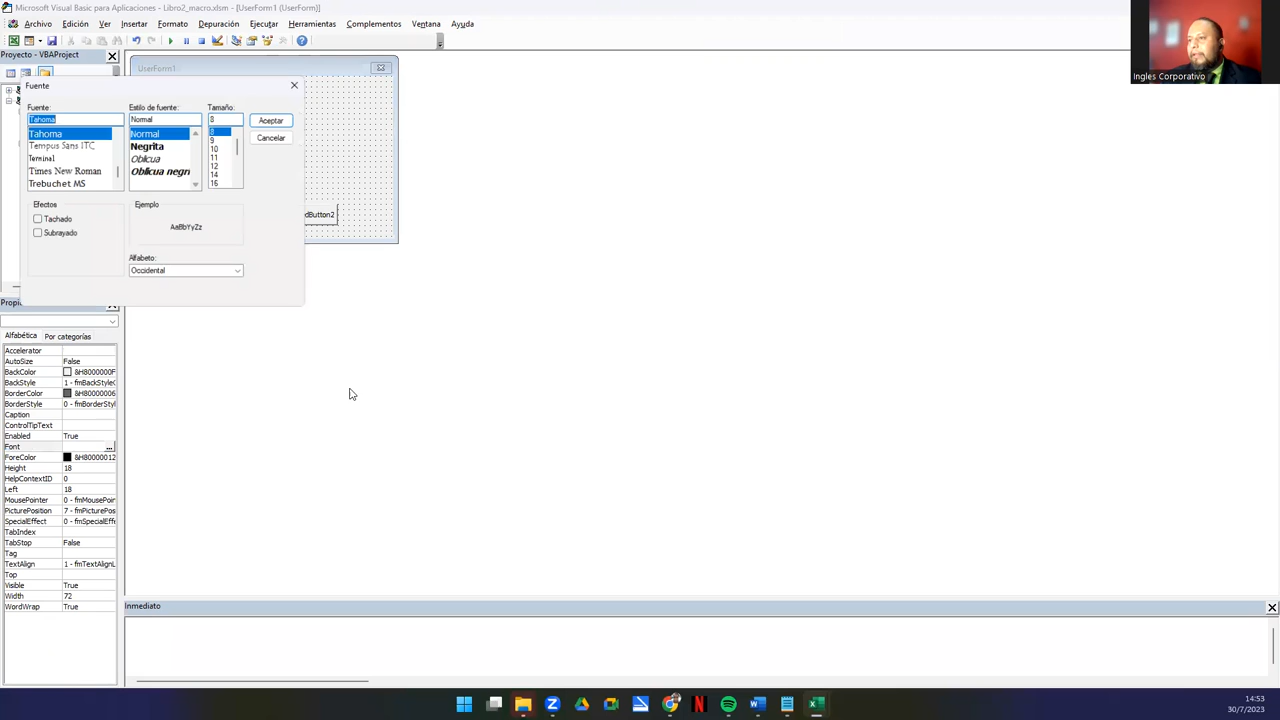 Microsoft Visual Basic para Aplicaciones - Libro2_macro.xlsm - [UserForm1 (UserForm)]
Archivo Edición Ver Insertar Formato Depuración Ejecutar Herramientas Complementos Ventana Ayuda
Proyecto - VBAProject
UserForm1
Fuente
Fuente: Estilo de fuente: Tamaño:
Tahoma Normal 8 Aceptar
Tahoma Normal 8
Cancelar
Tempus Sans ITC Negrita 9
10
Terminal Oblicua 11
12
Times New Roman Oblicua negri 14
Trebuchet MS 16
Efectos Ejemplo
Tachado
Subrayado
AaBbYyZz
dButton2
Alfabeto:
Occidental
Propi
Alfabética Por categorías
Accelerator
AutoSize False
BackColor &H8000000F
BackStyle 1 - fmBackStyle
BorderColor &H8000006
BorderStyle 0 - fmBorderStyl
Caption
ControlTipText
Enabled True
Font ...
ForeColor &H80000012
Height 18
HelpContextID 0
Left 18
MousePointer 0 - fmMousePoin
PicturePosition 7 - fmPicturePos
SpecialEffect 0 - fmSpecialEffe
TabIndex
TabStop False
Tag
TextAlign 1 - fmTextAlignL
Top
Visible True
Width 72
WordWrap True
Inmediato
Ingles Corporativo
14:53
30/7/2023